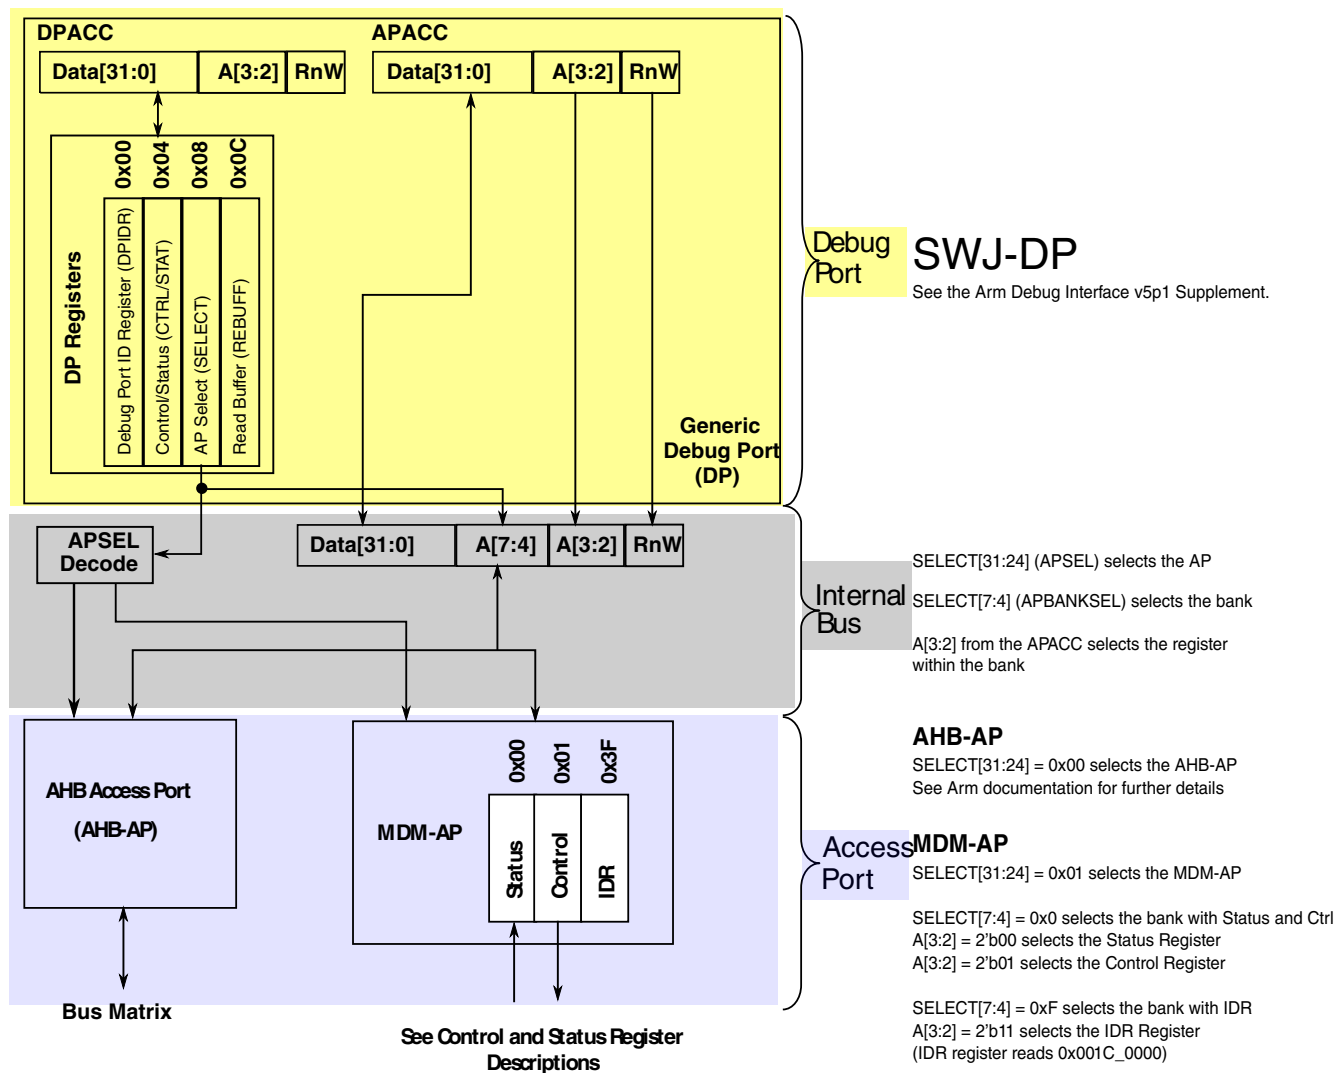 DPACC
APACC
Data[31:0] A[3:2] RnW
Data[31:0] A[3:2] RnW
0x00
0x04
0x08
0x0C
DP Registers
Debug Port ID Register (DPIDR)
Control/Status (CTRL/STAT)
AP Select (SELECT)
Read Buffer (REBUFF)
Generic
Debug Port
(DP)
Debug
Port
SWJ-DP
See the Arm Debug Interface v5p1 Supplement.
APSEL
Decode
Data[31:0] A[7:4] A[3:2] RnW
Internal
Bus
SELECT[31:24] (APSEL) selects the AP
SELECT[7:4] (APBANKSEL) selects the bank
A[3:2] from the APACC selects the register
within the bank
AHB Access Port
(AHB-AP)
Bus Matrix
MDM-AP
0x00
0x01
0x3F
Status
Control
IDR
See Control and Status Register
Descriptions
Access
Port
AHB-AP
SELECT[31:24] = 0x00 selects the AHB-AP
See Arm documentation for further details
MDM-AP
SELECT[31:24] = 0x01 selects the MDM-AP
SELECT[7:4] = 0x0 selects the bank with Status and Ctrl
A[3:2] = 2'b00 selects the Status Register
A[3:2] = 2'b01 selects the Control Register
SELECT[7:4] = 0xF selects the bank with IDR
A[3:2] = 2'b11 selects the IDR Register
(IDR register reads 0x001C_0000)